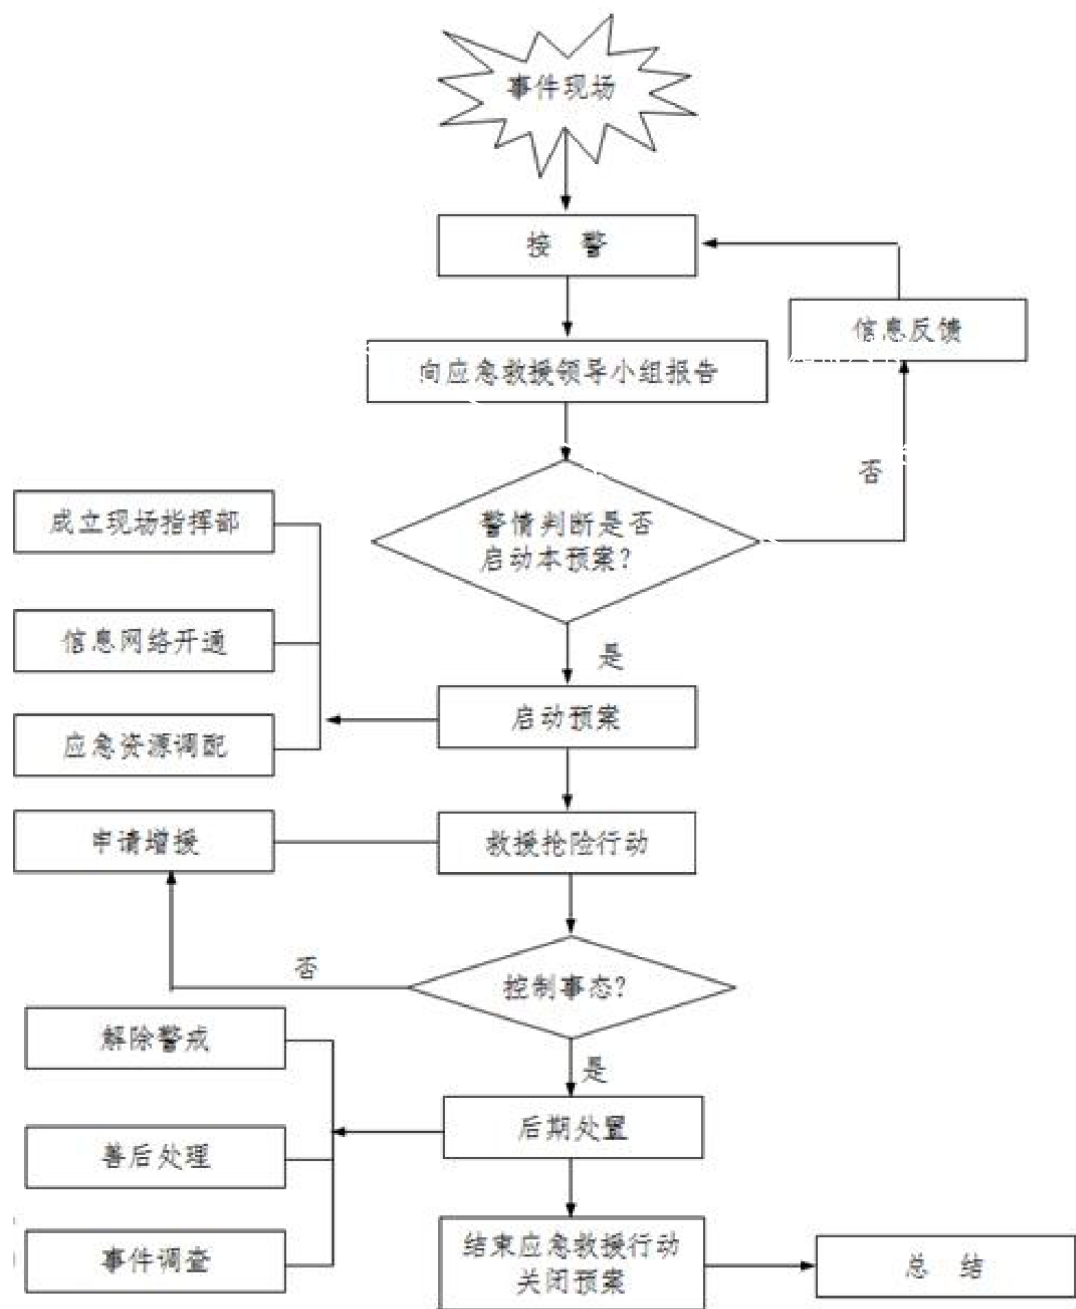 事件现场
接 警
信息反馈
向应急救援领导小组报告
否
成立现场指挥部
警情判断是否
启动本预案?
信息网络开通
是
启动预案
应急资源调配
申请增援
救援抢险行动
否
控制事态?
解除警戒
是
后期处置
善后处理
结束应急救援行动
关闭预案
事件调查
总 结